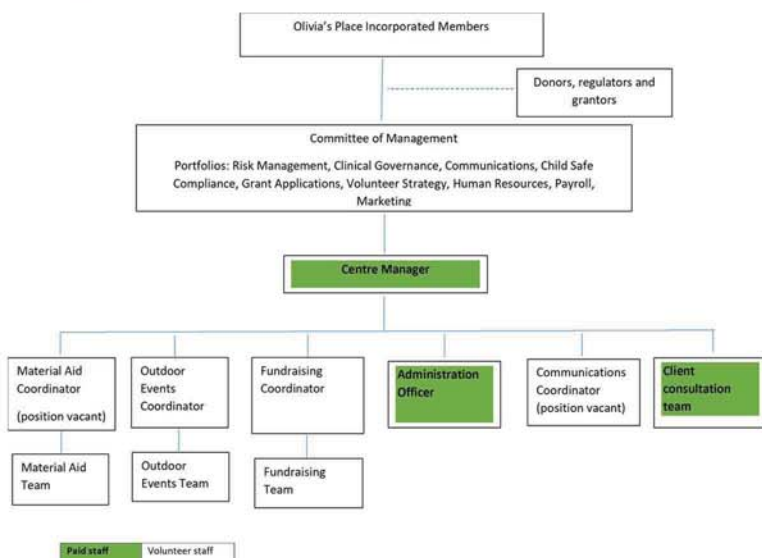 Olivia's Place Incorporated Members
Donors, regulators and
grantors
Committee of Management
Portfolios: Risk Management, Clinical Governance, Communications, Child Safe
Compliance, Grant Applications, Volunteer Strategy, Human Resources, Payroll,
Marketing
Centre Manager
Material Aid
Coordinator
(position vacant)
Outdoor
Events
Coordinator
Fundraising
Coordinator
Administration
Officer
Communications
Coordinator
(position vacant)
Client
consultation
team
Material Aid
Team
Outdoor
Events Team
Fundraising
Team
Paid staff
Volunteer staff